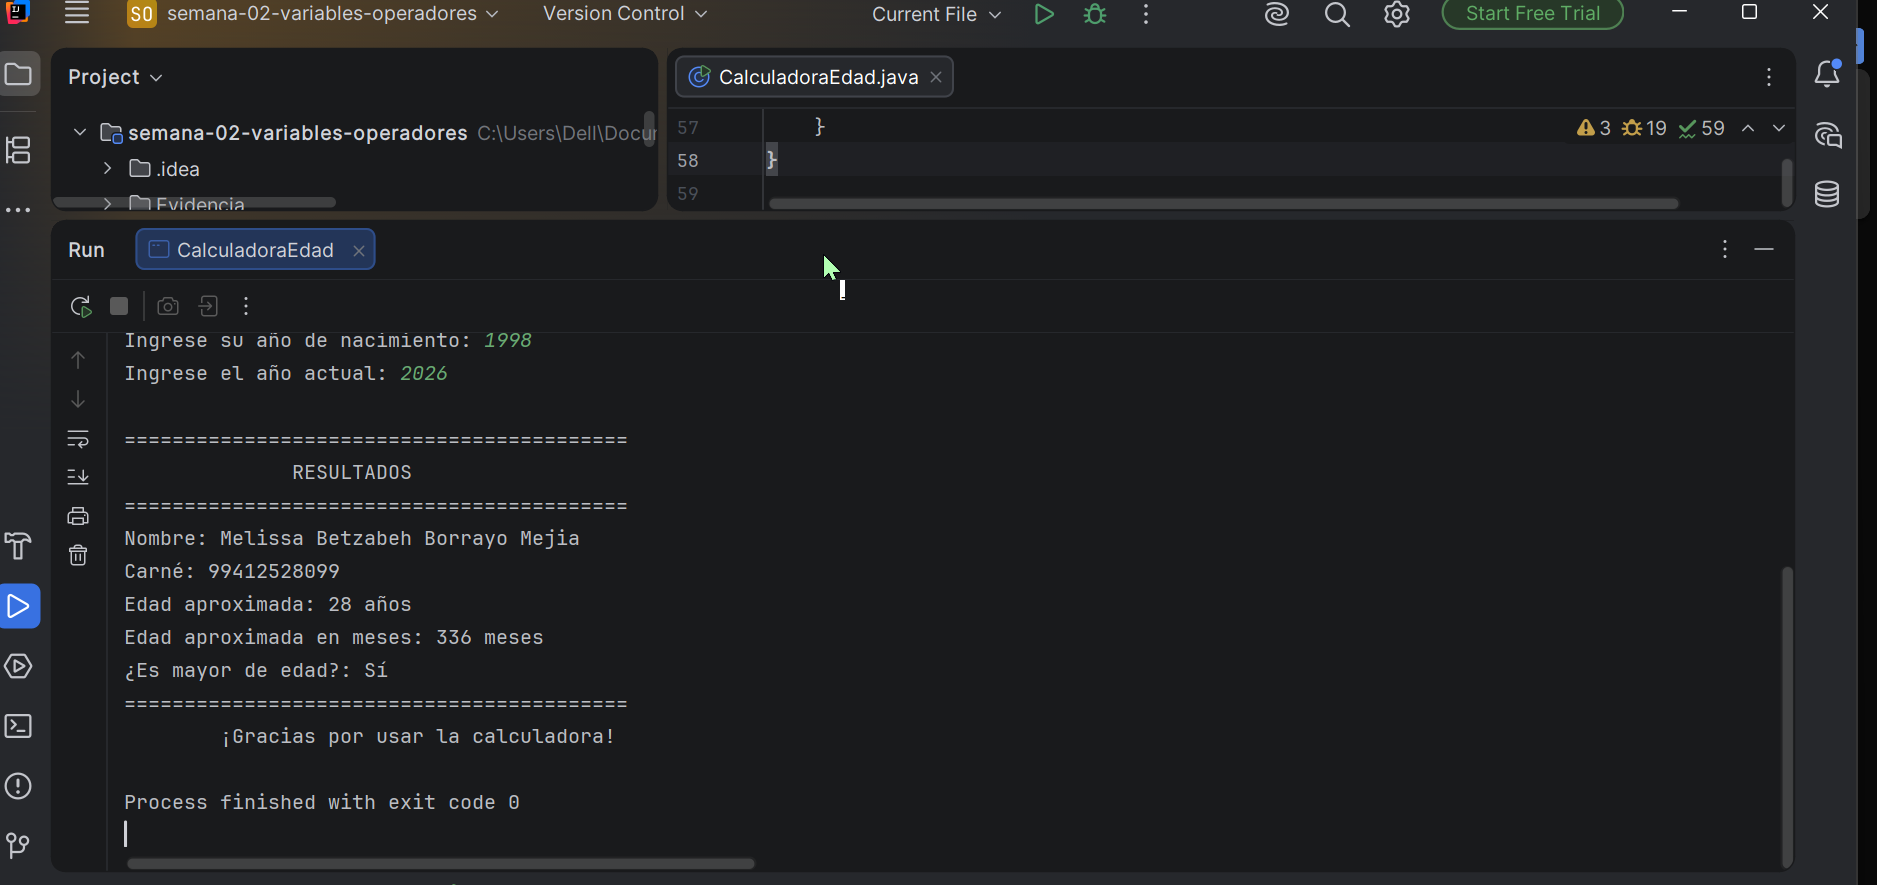 SO semana-02-variables-operadores Version Control Current File Start Free Trial
Project
CalculadoraEdad.java
semana-02-variables-operadores C:\Users\Dell\Docu
.idea
Evidencia
57 }
3 19 59
58 }
59
Run CalculadoraEdad
Ingrese su año de nacimiento: 1998
Ingrese el año actual: 2026
==========================================
RESULTADOS
==========================================
Nombre: Melissa Betzabeh Borrayo Mejia
Carné: 99412528099
Edad aproximada: 28 años
Edad aproximada en meses: 336 meses
¿Es mayor de edad?: Sí
==========================================
¡Gracias por usar la calculadora!
Process finished with exit code 0